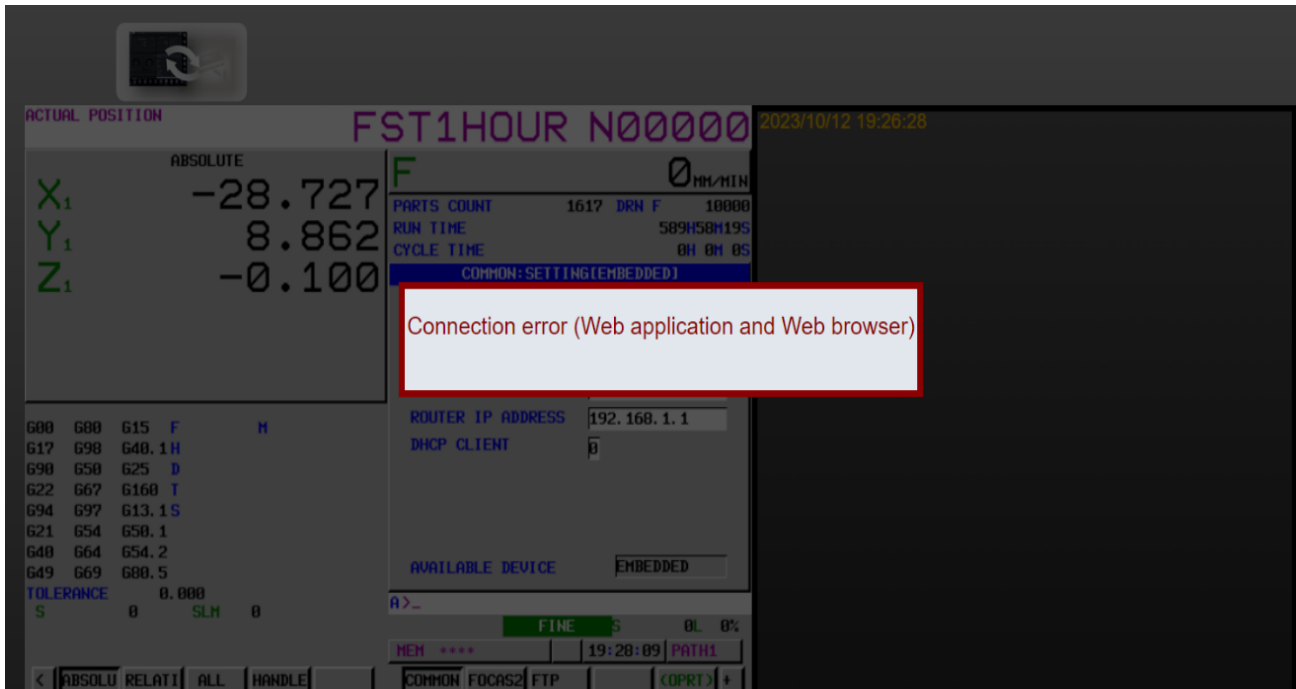 ACTUAL POSITION
FST1HOUR N00000
2023/10/12 19:26:28
ABSOLUTE
X1 -28.727
Y1 8.862
Z1 -0.100
F 0 MM/MIN
PARTS COUNT 1617 DRN F 10000
RUN TIME 589H58M19S
CYCLE TIME 0H 0M 0S
COMMON:SETTING[EMBEDDED]
Connection error (Web application and Web browser)
ROUTER IP ADDRESS 192.168.1.1
DHCP CLIENT 0
AVAILABLE DEVICE EMBEDDED
G00 G80 G15 F M
G17 G98 G40.1 H
G90 G50 G25 D
G22 G67 G160 T
G94 G97 G13.1 S
G21 G54 G50.1
G40 G64 G54.2
G49 G69 G80.5
TOLERANCE 0.000
S 0 SLM 0
A>_
FINE S 0L 0%
MEM **** 19:28:09 PATH1
< ABSOLU RELATI ALL HANDLE COMMON FOCAS2 FTP (OPRT) +